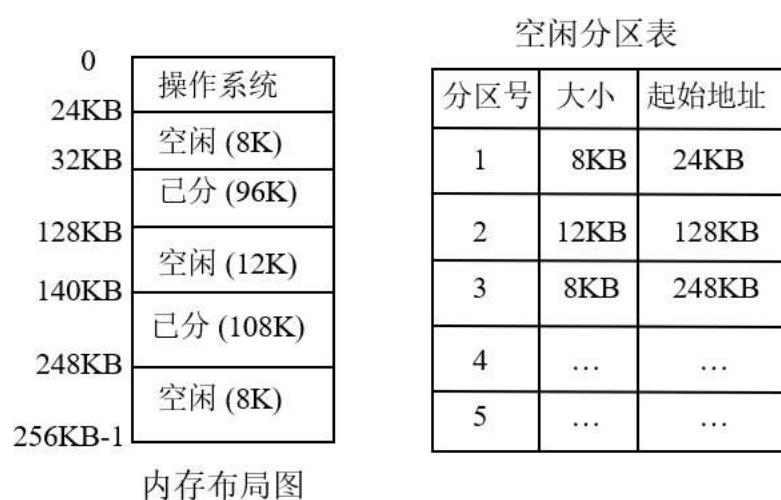 0
操作系统
24KB
空闲 (8K)
32KB
已分 (96K)
128KB
空闲 (12K)
140KB
已分 (108K)
248KB
空闲 (8K)
256KB-1
内存布局图
空闲分区表
分区号 大小 起始地址
1 8KB 24KB
2 12KB 128KB
3 8KB 248KB
4 … …
5 … …